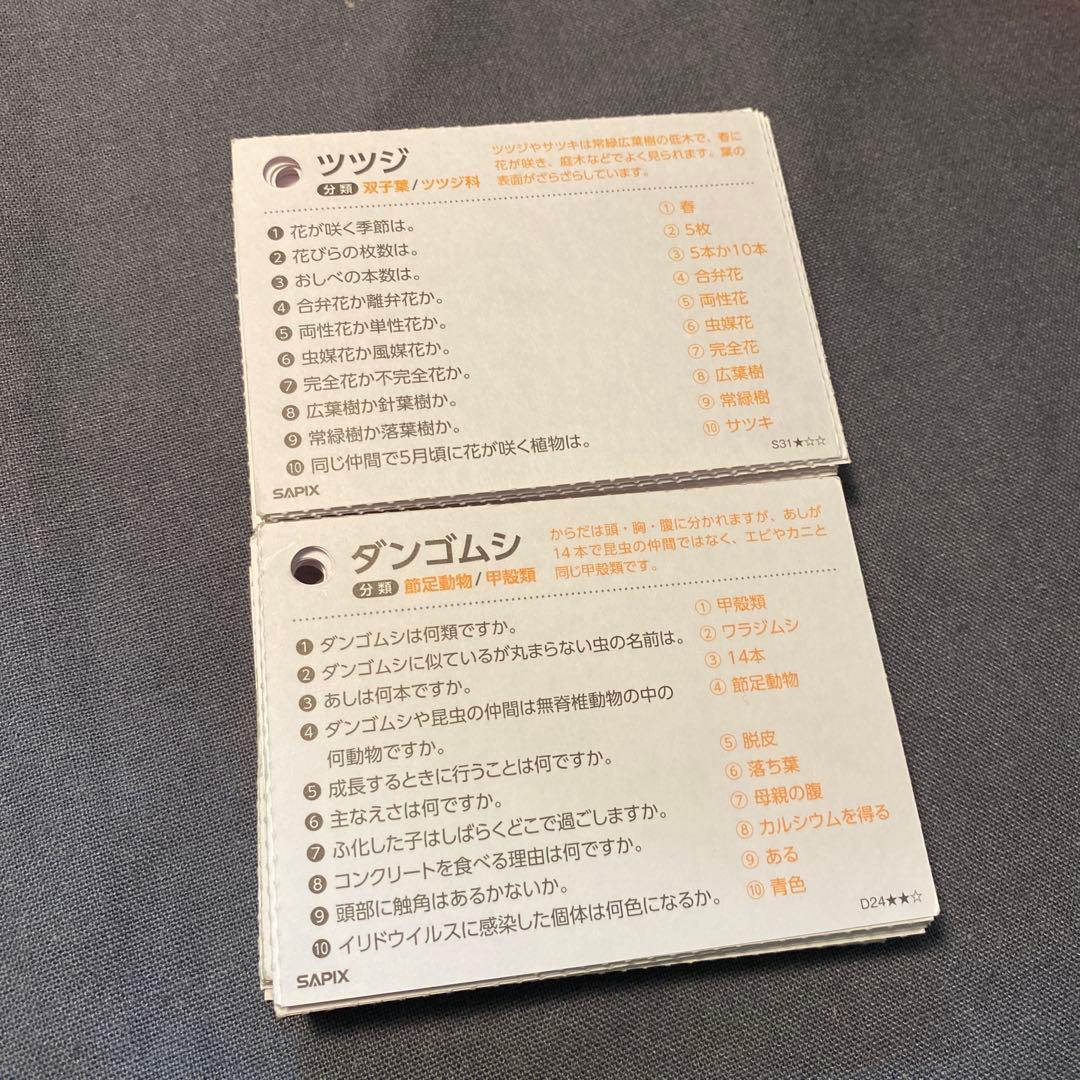 ツツジ
分類 双子葉/ツツジ科
ツツジやサツキは常緑広葉樹の低木で、春に
花が咲き、庭木などでよく見られます。葉の
表面がざらざらしています。
❶ 花が咲く季節は。 ① 春
❷ 花びらの枚数は。 ② 5枚
❸ おしべの本数は。 ③ 5本か10本
❹ 合弁花か離弁花か。 ④ 合弁花
❺ 両性花か単性花か。 ⑤ 両性花
❻ 虫媒花か風媒花か。 ⑥ 虫媒花
❼ 完全花か不完全花か。 ⑦ 完全花
❽ 広葉樹か針葉樹か。 ⑧ 広葉樹
❾ 常緑樹か落葉樹か。 ⑨ 常緑樹
❿ 同じ仲間で5月頃に花が咲く植物は。 ⑩ サツキ
SAPIX S31★☆☆
ダンゴムシ
分類 節足動物/甲殻類
からだは頭・胸・腹に分かれますが、あしが
14本で昆虫の仲間ではなく、エビやカニと
同じ甲殻類です。
❶ ダンゴムシは何類ですか。 ① 甲殻類
❷ ダンゴムシに似ているが丸まらない虫の名前は。 ② ワラジムシ
❸ あしは何本ですか。 ③ 14本
❹ ダンゴムシや昆虫の仲間は無脊椎動物の中の ④ 節足動物
何動物ですか。
❺ 成長するときに行うことは何ですか。 ⑤ 脱皮
❻ 主なえさは何ですか。 ⑥ 落ち葉
❼ ふ化した子はしばらくどこで過ごしますか。 ⑦ 母親の腹
❽ コンクリートを食べる理由は何ですか。 ⑧ カルシウムを得る
❾ 頭部に触角はあるかないか。 ⑨ ある
❿ イリドウイルスに感染した個体は何色になるか。 ⑩ 青色
SAPIX D24★★☆